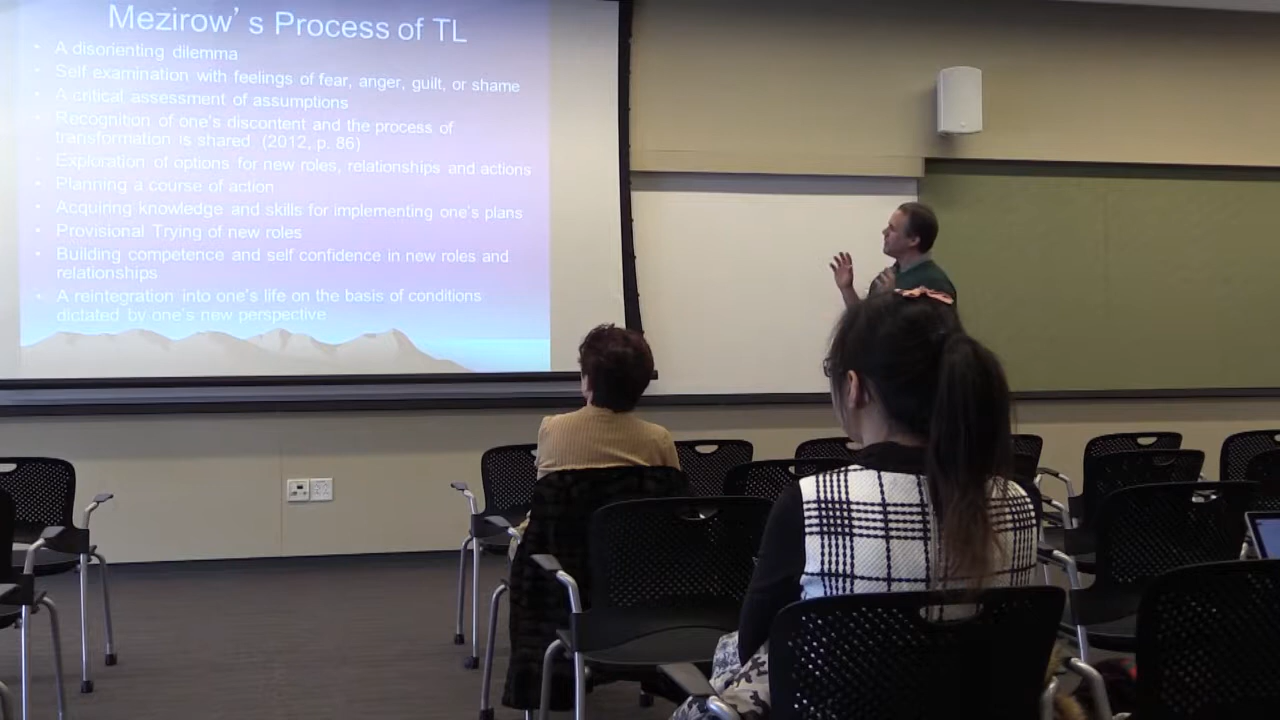 Mezirow's Process of TL
• A disorienting dilemma
• Self examination with feelings of fear, anger, guilt, or shame
• A critical assessment of assumptions
• Recognition of one's discontent and the process of
transformation is shared (2012, p. 86)
• Exploration of options for new roles, relationships and actions
• Planning a course of action
• Acquiring knowledge and skills for implementing one's plans
• Provisional Trying of new roles
• Building competence and self confidence in new roles and
relationships
• A reintegration into one's life on the basis of conditions
dictated by one's new perspective